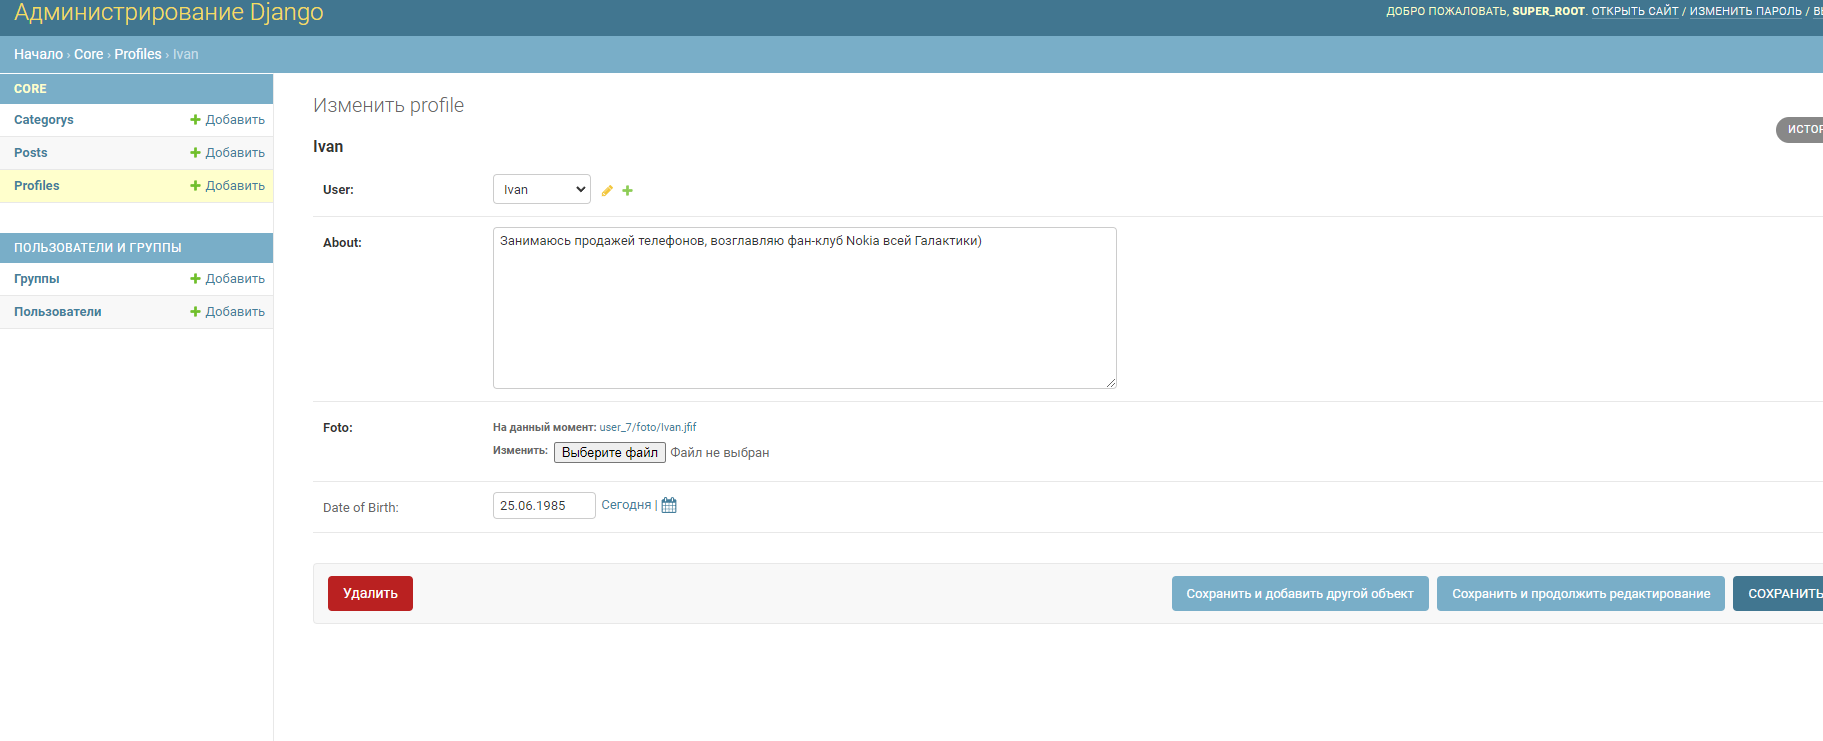 Администрирование Django
ДОБРО ПОЖАЛОВАТЬ, SUPER_ROOT. ОТКРЫТЬ САЙТ / ИЗМЕНИТЬ ПАРОЛЬ /
Начало › Core › Profiles › Ivan
CORE
Categorys Добавить
Posts Добавить
Profiles Добавить
ПОЛЬЗОВАТЕЛИ И ГРУППЫ
Группы Добавить
Пользователи Добавить
Изменить profile
ИСТОР
Ivan
User: Ivan
About: Занимаюсь продажей телефонов, возглавляю фан-клуб Nokia всей Галактики)
Foto: На данный момент: user_7/foto/Ivan.jfif
Изменить: Выберите файл Файл не выбран
Date of Birth: 25.06.1985 Сегодня |
Удалить Сохранить и добавить другой объект Сохранить и продолжить редактирование СОХРАНИТЬ